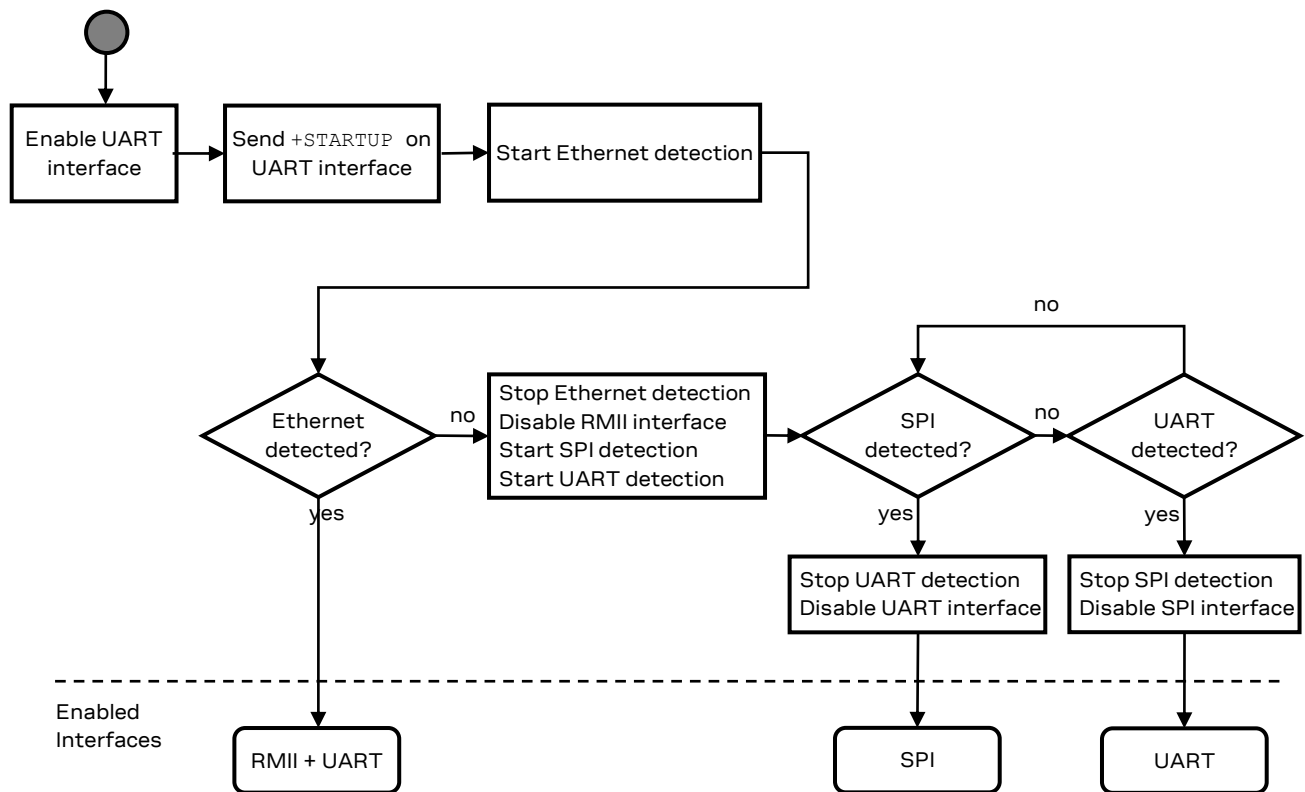 Enable UART
interface
Send +STARTUP on
UART interface
Start Ethernet detection
no
Ethernet
detected?
no
Stop Ethernet detection
Disable RMII interface
Start SPI detection
Start UART detection
SPI
detected?
no
UART
detected?
yes
yes
yes
Stop UART detection
Disable UART interface
Stop SPI detection
Disable SPI interface
Enabled
Interfaces
RMII + UART
SPI
UART